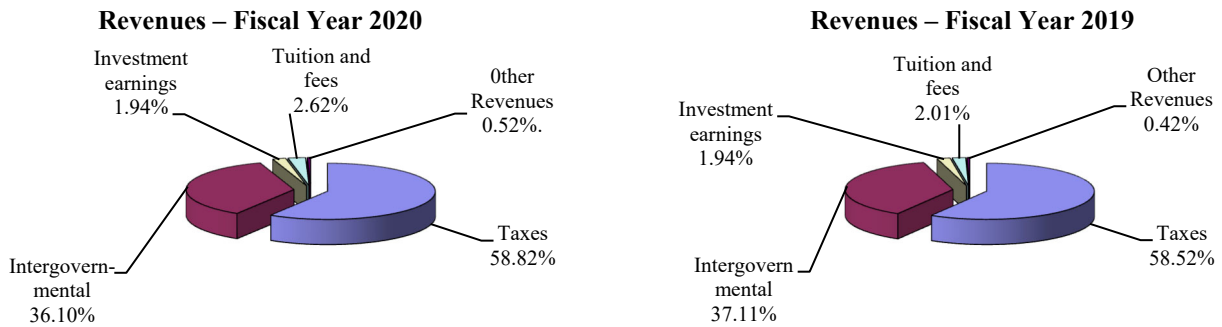 Revenues – Fiscal Year 2020
Investment
earnings
1.94%
Tuition and
fees
2.62%
0ther
Revenues
0.52%.
Intergovern-
mental
36.10%
Taxes
58.82%
Revenues – Fiscal Year 2019
Investment
earnings
1.94%
Tuition and
fees
2.01%
Other
Revenues
0.42%
Intergovern
mental
37.11%
Taxes
58.52%